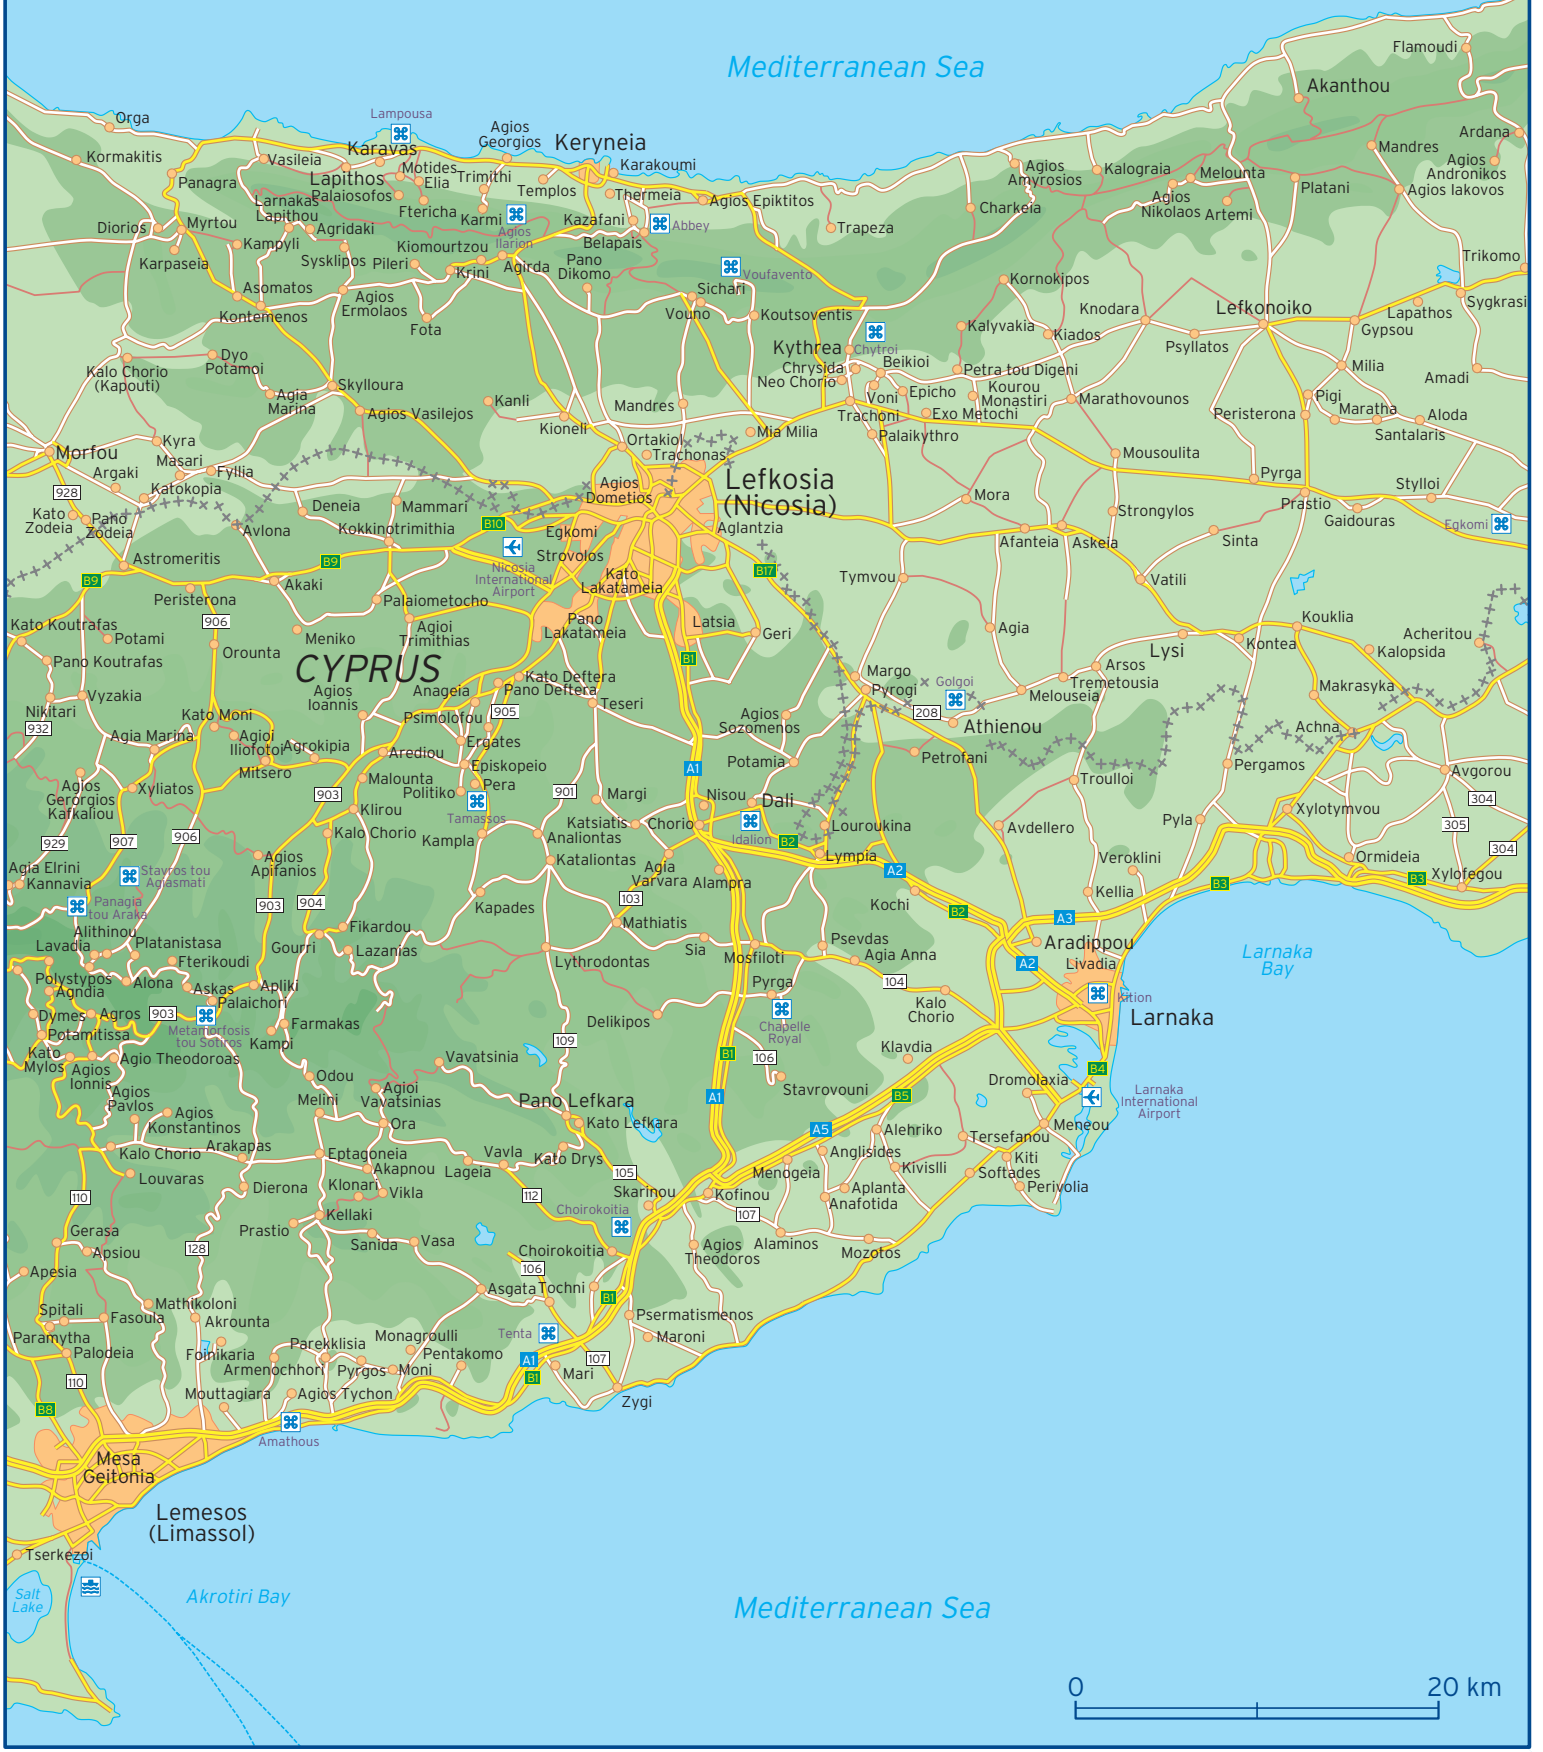 Mediterranean Sea
Flamoudi
Akanthou
Orga
Lampousa
Agios
Georgios
Keryneia
Ardana
Kormakitis
Vasileia
Karavas
Motides
Elia
Trimithi
Karakoumi
Agios
Amyrosios
Kalograia
Melounta
Mandres
Agios
Andronikos
Panagra
Lapithos
Palaiosofos
Templos
Thermeia
Agios Epiktitos
Agios
Nikolaos
Artemi
Platani
Agios Iakovos
Larnakas
Lapithou
Ftericha
Karmi
Charkeia
Diorios
Myrtou
Agridaki
Agios
Ilarion
Kazafani
Abbey
Trapeza
Kampyli
Kiomourtzou
Belapais
Karpaseia
Sysklipos
Pileri
Krini
Agirda
Pano
Dikomo
Voufavento
Trikomo
Asomatos
Agios
Ermolaos
Sichari
Kornokipos
Kontemenos
Fota
Vouno
Koutsoventis
Knodara
Lefkonoiko
Lapathos
Sygkrasi
Gypsou
Kalyvakia
Kiados
Psyllatos
Kythrea
Chytroi
Dyo
Potamoi
Kalo Chorio
(Kapouti)
Chrysida
Neo Chorio
Beikioi
Petra tou Digeni
Milia
Amadi
Skylloura
Agia
Marina
Kanli
Voni
Epicho
Kourou
Monastiri
Marathovounos
Pigi
Agios Vasilejos
Mandres
Trachoni
Exo Metochi
Peristerona
Maratha
Aloda
Kioneli
Mia Milia
Palaikythro
Santalaris
Morfou
Kyra
Ortakiol
Trachonas
Mousoulita
Argaki
Masari
Fyllia
Lefkosia
(Nicosia)
Pyrga
928
Katokopia
Agios
Dometios
Mora
Stylloi
Kato
Zodeia
Pano
Zodeia
Deneia
Mammari
Strongylos
Prastio
Gaidouras
Avlona
Kokkinotrimithia
B10
Egkomi
Aglantzia
Afanteia
Askeia
Sinta
Egkomi
Astromeritis
B9
Nicosia
International
Airport
Strovolos
B9
Akaki
Kato
Lakatameia
B17
Tymvou
Vatili
Peristerona
Palaiometocho
906
Kato Koutrafas
Potami
Meniko
Agioi
Trimithias
Pano
Lakatameia
Latsia
Geri
Agia
Kouklia
Acheritou
Orounta
CYPRUS
B1
Lysi
Kontea
Kalopsida
Pano Koutrafas
Kato Deftera
Pano Deftera
Margo
Arsos
Tremetousia
Vyzakia
Agios
Ioannis
Anageia
Pyrogi
Golgoi
Melouseia
Makrasyka
Nikitari
Kato Moni
Psimolofou
905
Teseri
Agios
Sozomenos
208
Athienou
932
Agia Marina
Agioi
Iliofotoi
Agrokipia
Ergates
Achna
Mitsero
Arediou
Episkopeio
A1
Potamia
Petrofani
Pergamos
Avgorou
Agios
Gerorgios
Kafkaliou
Xyliatos
Malounta
Politiko
Pera
Troulloi
903
901
Margi
Nisou
Dali
304
Klirou
Tamassos
Xylotymvou
929
907
906
Kalo Chorio
Kampla
Katsiatis
Chorio
Idalion
B2
Louroukina
Avdellero
Pyla
305
Analiontas
304
Agia Elrini
Kannavia
Stavros tou
Agiasmati
Agios
Apifanios
Kataliontas
Agia
Varvara
Alampra
Lympia
A2
Veroklini
Ormideia
B3
B3
Xylofegou
Kellia
Panagia
tou Araka
903
904
Kapades
103
Kochi
B2
A3
Alithinou
Fikardou
Mathiatis
Lavadia
Platanistasa
Gourri
Lazanias
Sia
Mosfiloti
Psevdas
Agia Anna
Aradippou
Livadia
Larnaka
Bay
Fterikoudi
Lythrodontas
A2
Polystypos
Agndia
Alona
Askas
Apliki
Pyrga
104
Kition
Palaichori
Dymes
Agros
903
Farmakas
Delikipos
Chapelle
Royal
Kalo
Chorio
Larnaka
Potamitissa
Metamorfosis
tou Sotiros
Kampi
Kato
Mylos
Agios
Ionnis
Agio Theodoroas
109
B1
106
Klavdia
Vavatsinia
B4
Odou
Stavrovouni
Dromolaxia
Agios
Pavlos
Melini
Agioi
Vavatsinias
Pano Lefkara
A1
B5
Larnaka
International
Airport
Agios
Konstantinos
Ora
Kato Lefkara
A5
Alehriko
Tersefanou
Meneou
Kalo Chorio
Arakapas
Eptagoneia
Akapnou
Vavla
Kato Drys
Anglisides
Louvaras
Lageia
105
Menogeia
Kivislli
Kiti
Softades
Dierona
Klonari
Vikla
112
Skarinou
Kofinou
Aplanta
Perivolia
110
Choirokoitia
107
Anafotida
Gerasa
Prastio
Kellaki
Apsiou
128
Sanida
Vasa
Choirokoitia
Agios
Theodoros
Alaminos
Mozotos
Apesia
106
Asgata
Tochni
B1
Spitali
Mathikoloni
Fasoula
Akrounta
Psermatismenos
Paramytha
Monagroulli
Tenta
Maroni
Palodeia
Foinikaria
Parekklisia
Pentakomo
Armenochhori
Pyrgos
Moni
A1
107
110
Mouttagiara
Agios Tychon
B1
Mari
B8
Zygi
Amathous
Mesa
Geitonia
Lemesos
(Limassol)
Tserkezoi
Salt
Lake
Akrotiri Bay
Mediterranean Sea
0
20 km